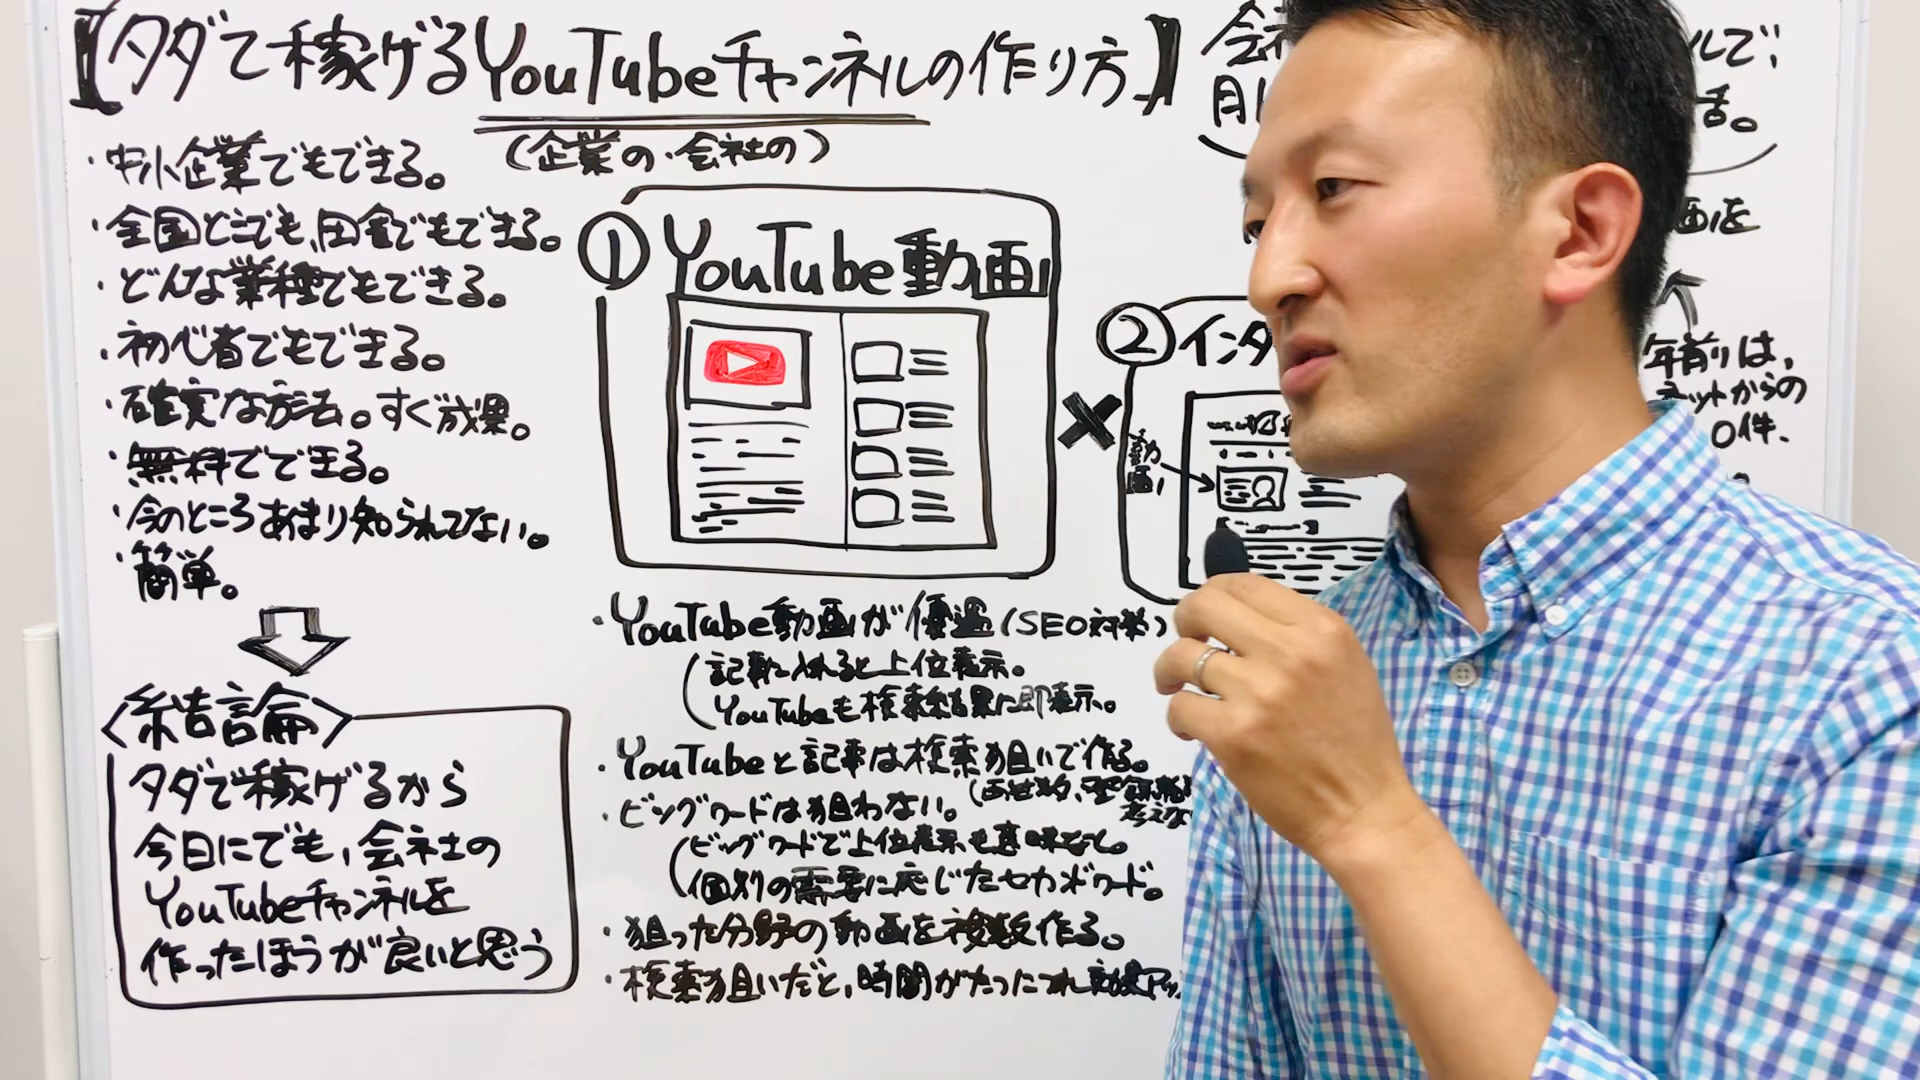 【タダで稼げるYouTubeチャンネルの作り方】
(企業の・会社の)
・中小企業でもできる。
・全国どこでも、田舎でもできる。
・どんな業種でもできる。
・初心者でもできる。
・確実な方法。すぐ成果。
・無料でできる。
・今のところあまり知られてない。
・簡単。
〈結論〉
タダで稼げるから
今日にでも、会社の
YouTubeチャンネルを
作ったほうが良いと思う
① YouTube動画
×
② インタ
動画
・YouTube動画が優遇(SEO対策)
(記事に入れると上位表示。
YouTubeも検索結果に即表示。
・YouTubeと記事は検索狙いで作る。
・ビッグワードは狙わない。
(ビッグワードで上位表示も意味なし。
個別の需要に応じたセカンドワード。
・狙った分野の動画を複数作る。
・検索狙いだと、時間がたつにつれ効果アッ
会
ルで、
月
活。
画を
年前りは、
ネットからの
0件、